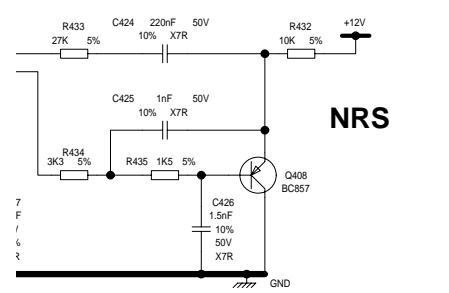 R433
27K 5%
C424 220nF 50V
10% X7R
R432
10K 5%
+12V
C425 1nF 50V
10% X7R
NRS
R434
3K3 5%
R435 1K5 5%
Q408
BC857
C426
1.5nF
10%
50V
X7R
7
F
V
%
R
GND